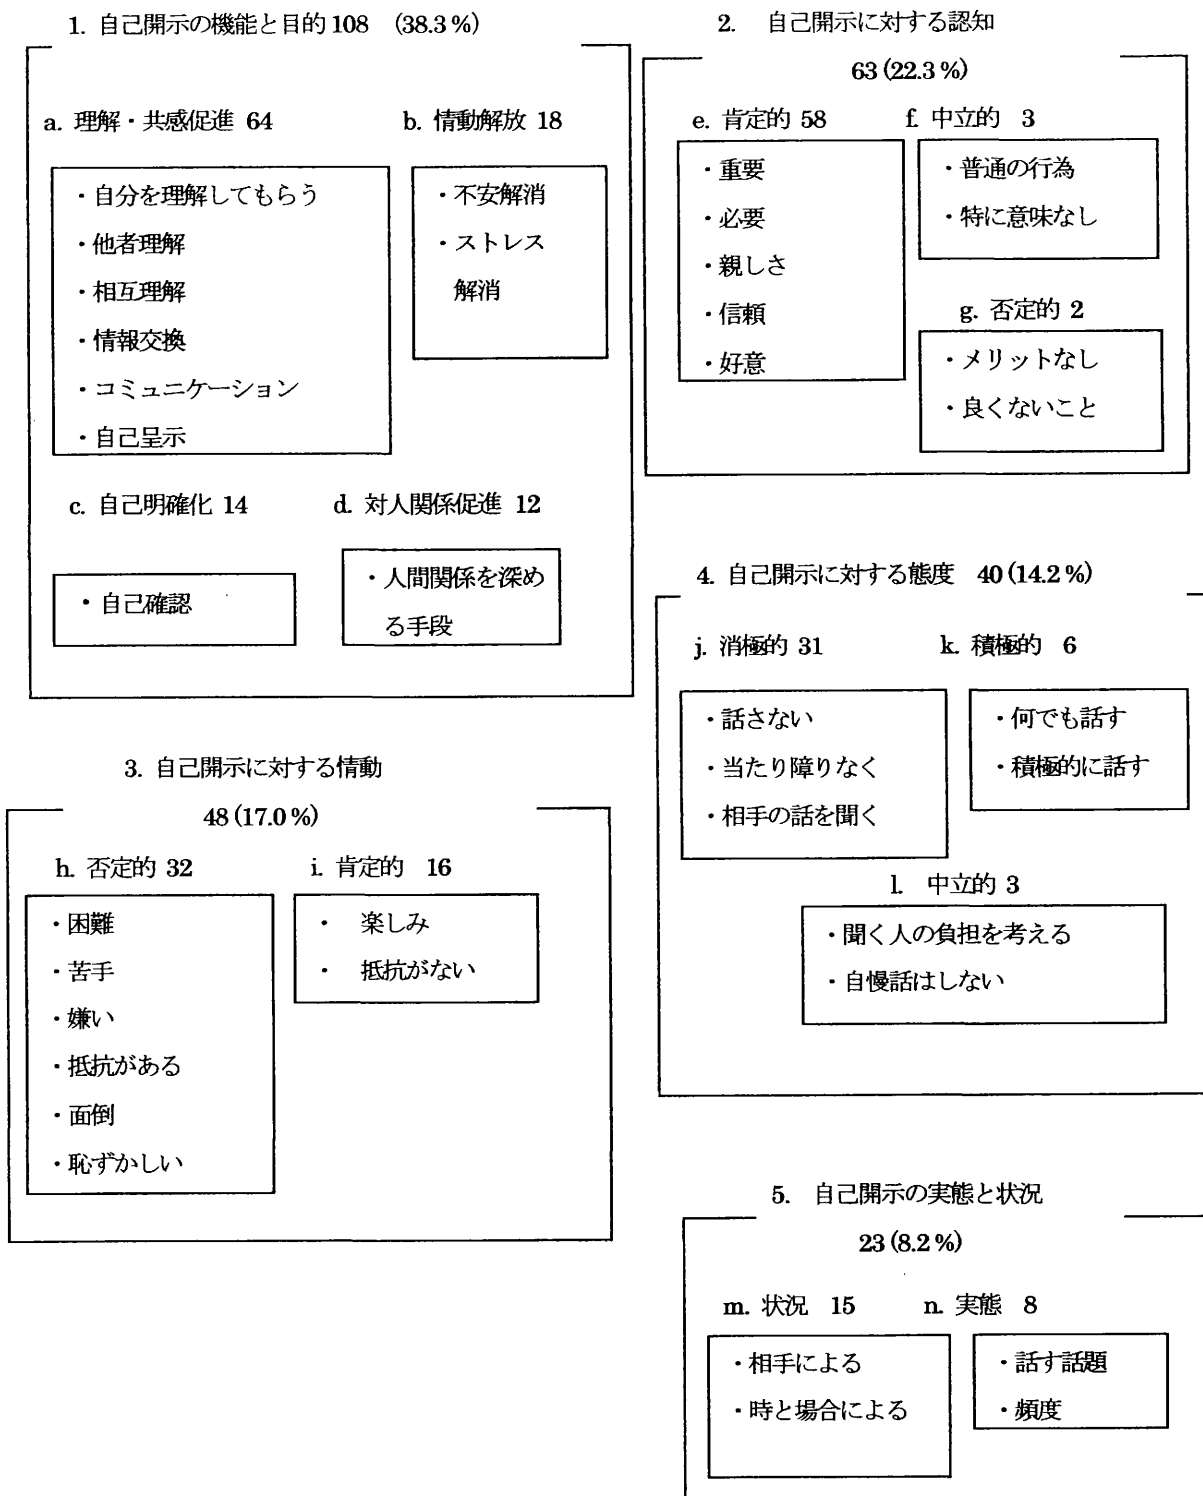 1. 自己開示の機能と目的 108 (38.3 %)
a. 理解・共感促進 64
・自分を理解してもらう
・他者理解
・相互理解
・情報交換
・コミュニケーション
・自己呈示
b. 情動解放 18
・不安解消
・ストレス
解消
c. 自己明確化 14
・自己確認
d. 対人関係促進 12
・人間関係を深め
る手段
2. 自己開示に対する認知
63 (22.3 %)
e. 肯定的 58
・重要
・必要
・親しさ
・信頼
・好意
f. 中立的 3
・普通の行為
・特に意味なし
g. 否定的 2
・メリットなし
・良くないこと
3. 自己開示に対する情動
48 (17.0 %)
h. 否定的 32
・困難
・苦手
・嫌い
・抵抗がある
・面倒
・恥ずかしい
i. 肯定的 16
・ 楽しみ
・ 抵抗がない
4. 自己開示に対する態度 40 (14.2 %)
j. 消極的 31
・話さない
・当たり障りなく
・相手の話を聞く
k. 積極的 6
・何でも話す
・積極的に話す
l. 中立的 3
・聞く人の負担を考える
・自慢話はしない
5. 自己開示の実態と状況
23 (8.2 %)
m. 状況 15
・相手による
・時と場合による
n. 実態 8
・話す話題
・頻度